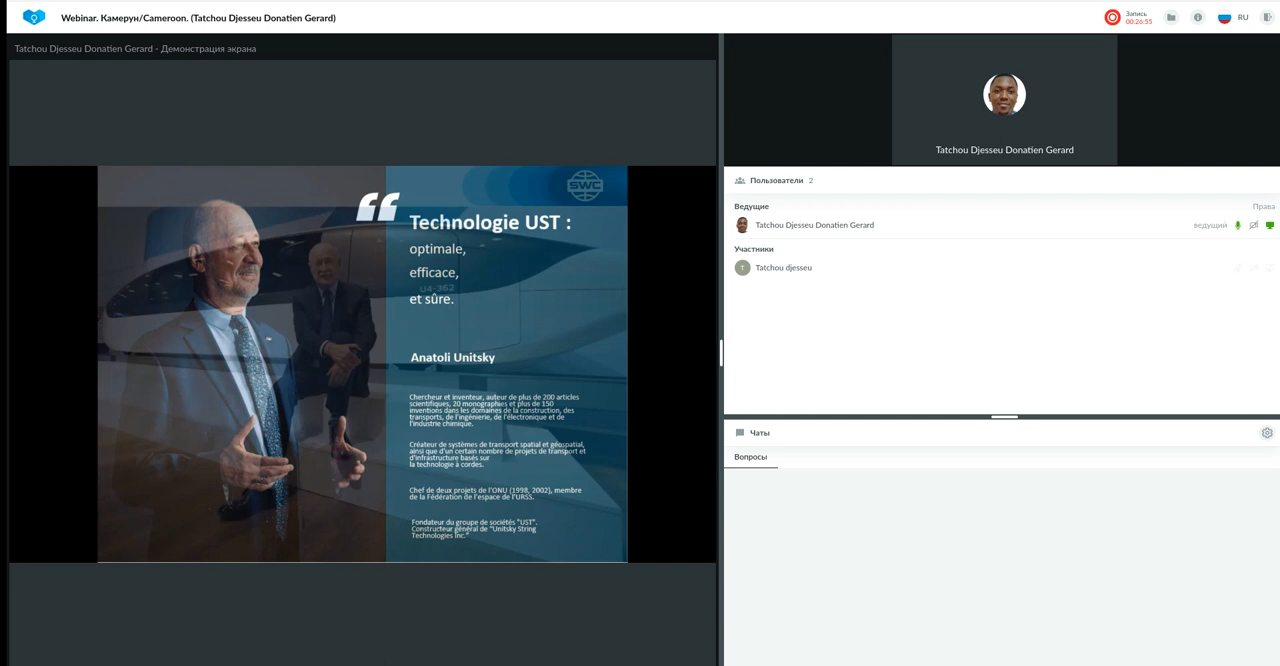 Webinar. Камерун/Cameroon. (Tatchou Djesseu Donatien Gerard)
Запись
00:26:55
RU
Tatchou Djesseu Donatien Gerard - Демонстрация экрана
SWC
Technologie UST :
optimale,
efficace,
U4-362
et sûre.
Anatoli Unitsky
Chercheur et inventeur, auteur de plus de 200 articles
scientifiques, 20 monographies et plus de 150
inventions dans les domaines de la construction, des
transports, de l'ingénierie, de l'électronique et de
l'industrie chimique.
Créateur de systèmes de transport spatial et géospatial,
ainsi que d'un certain nombre de projets de transport et
d'infrastructure basés sur
la technologie à cordes.
Chef de deux projets de l'ONU (1998, 2002), membre
de la Fédération de l'espace de l'URSS.
Fondateur du groupe de sociétés "UST".
Constructeur général de "Unitsky String
Technologies Inc."
Tatchou Djesseu Donatien Gerard
Пользователи 2
Ведущие Права
Tatchou Djesseu Donatien Gerard ведущий
Участники
T Tatchou djesseu
Чаты
Вопросы